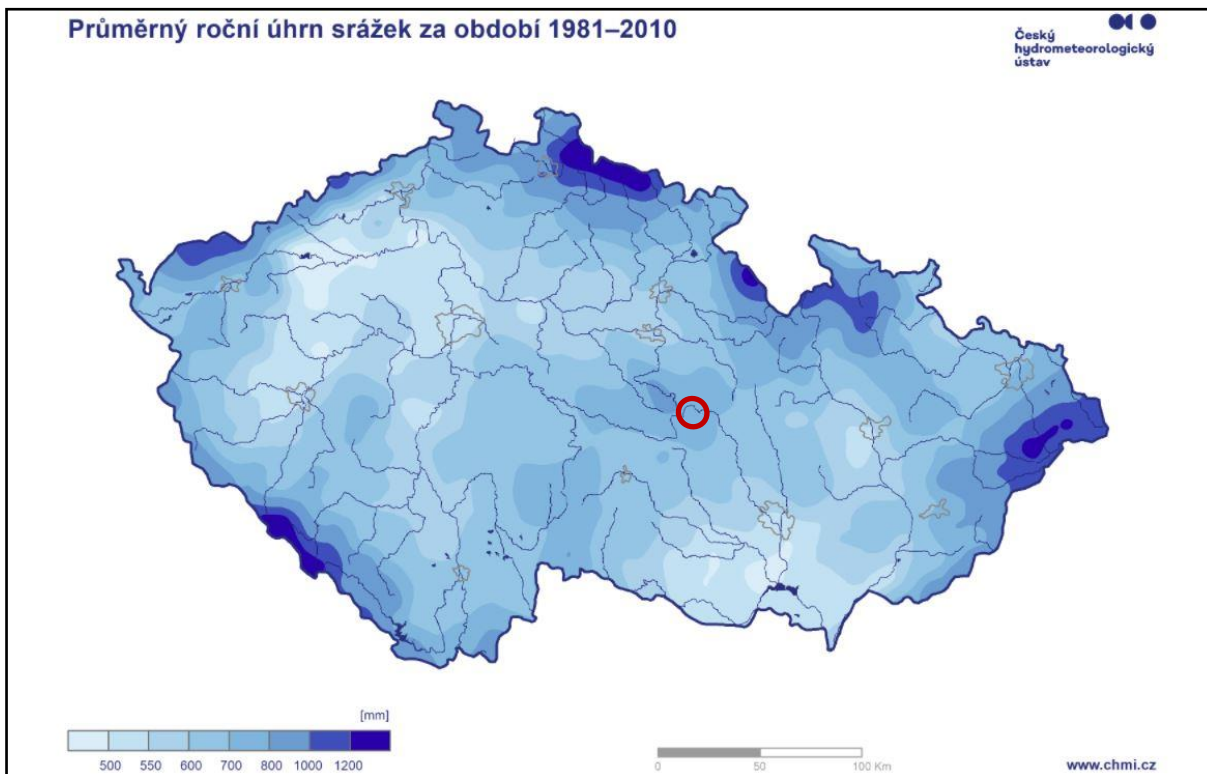 Průměrný roční úhrn srážek za období 1981–2010
Český
hydrometeorologický
ústav
[mm]
500 550 600 700 800 1000 1200
0 50 100 Km
www.chmi.cz